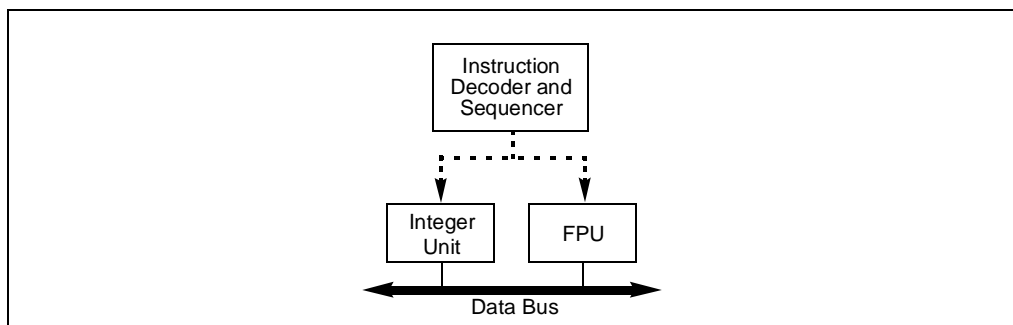 Instruction
Decoder and
Sequencer
Integer
Unit
FPU
Data Bus